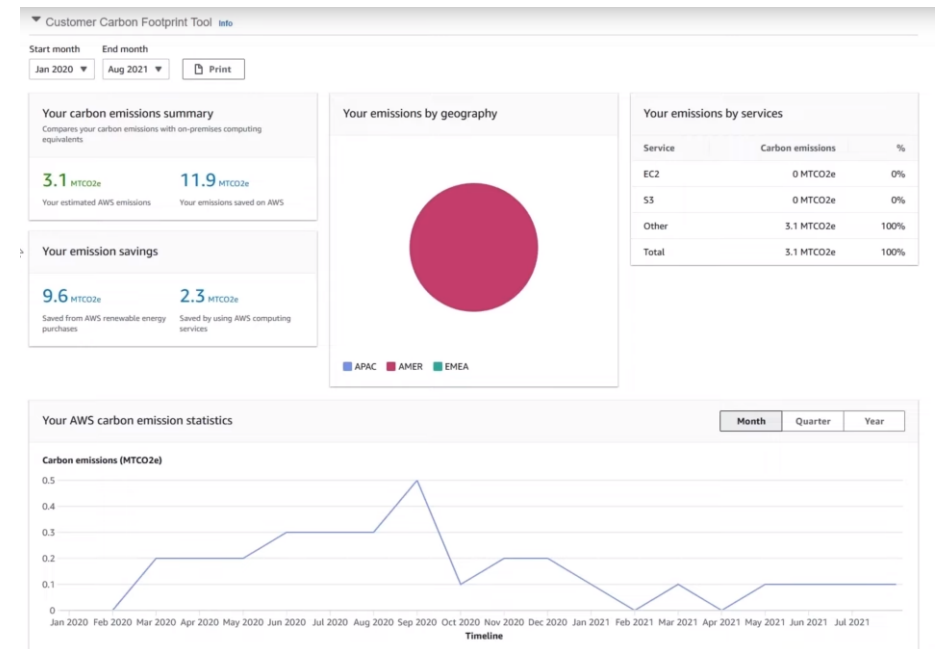 Customer Carbon Footprint Tool Info
Start month End month
Jan 2020 Aug 2021 Print
Your carbon emissions summary
Compares your carbon emissions with on-premises computing
equivalents
3.1 MTCO2e 11.9 MTCO2e
Your estimated AWS emissions Your emissions saved on AWS
Your emission savings
9.6 MTCO2e 2.3 MTCO2e
Saved from AWS renewable energy Saved by using AWS computing
purchases services
Your emissions by geography
APAC AMER EMEA
Your emissions by services
Service Carbon emissions %
EC2 0 MTCO2e 0%
S3 0 MTCO2e 0%
Other 3.1 MTCO2e 100%
Total 3.1 MTCO2e 100%
Your AWS carbon emission statistics
Month Quarter Year
Carbon emissions (MTCO2e)
0.5
0.4
0.3
0.2
0.1
0
Jan 2020 Feb 2020 Mar 2020 Apr 2020 May 2020 Jun 2020 Jul 2020 Aug 2020 Sep 2020 Oct 2020 Nov 2020 Dec 2020 Jan 2021 Feb 2021 Mar 2021 Apr 2021 May 2021 Jun 2021 Jul 2021
Timeline